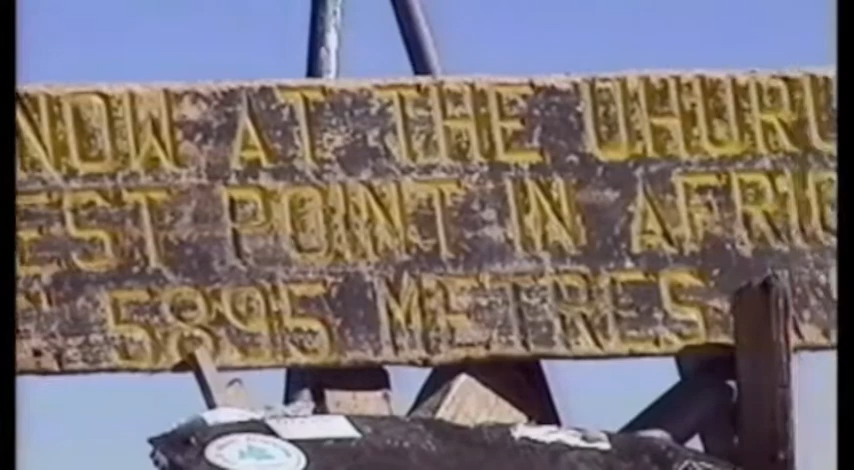 NOW AT THE UHURU
EST POINT IN AFRIC
5895 METRES